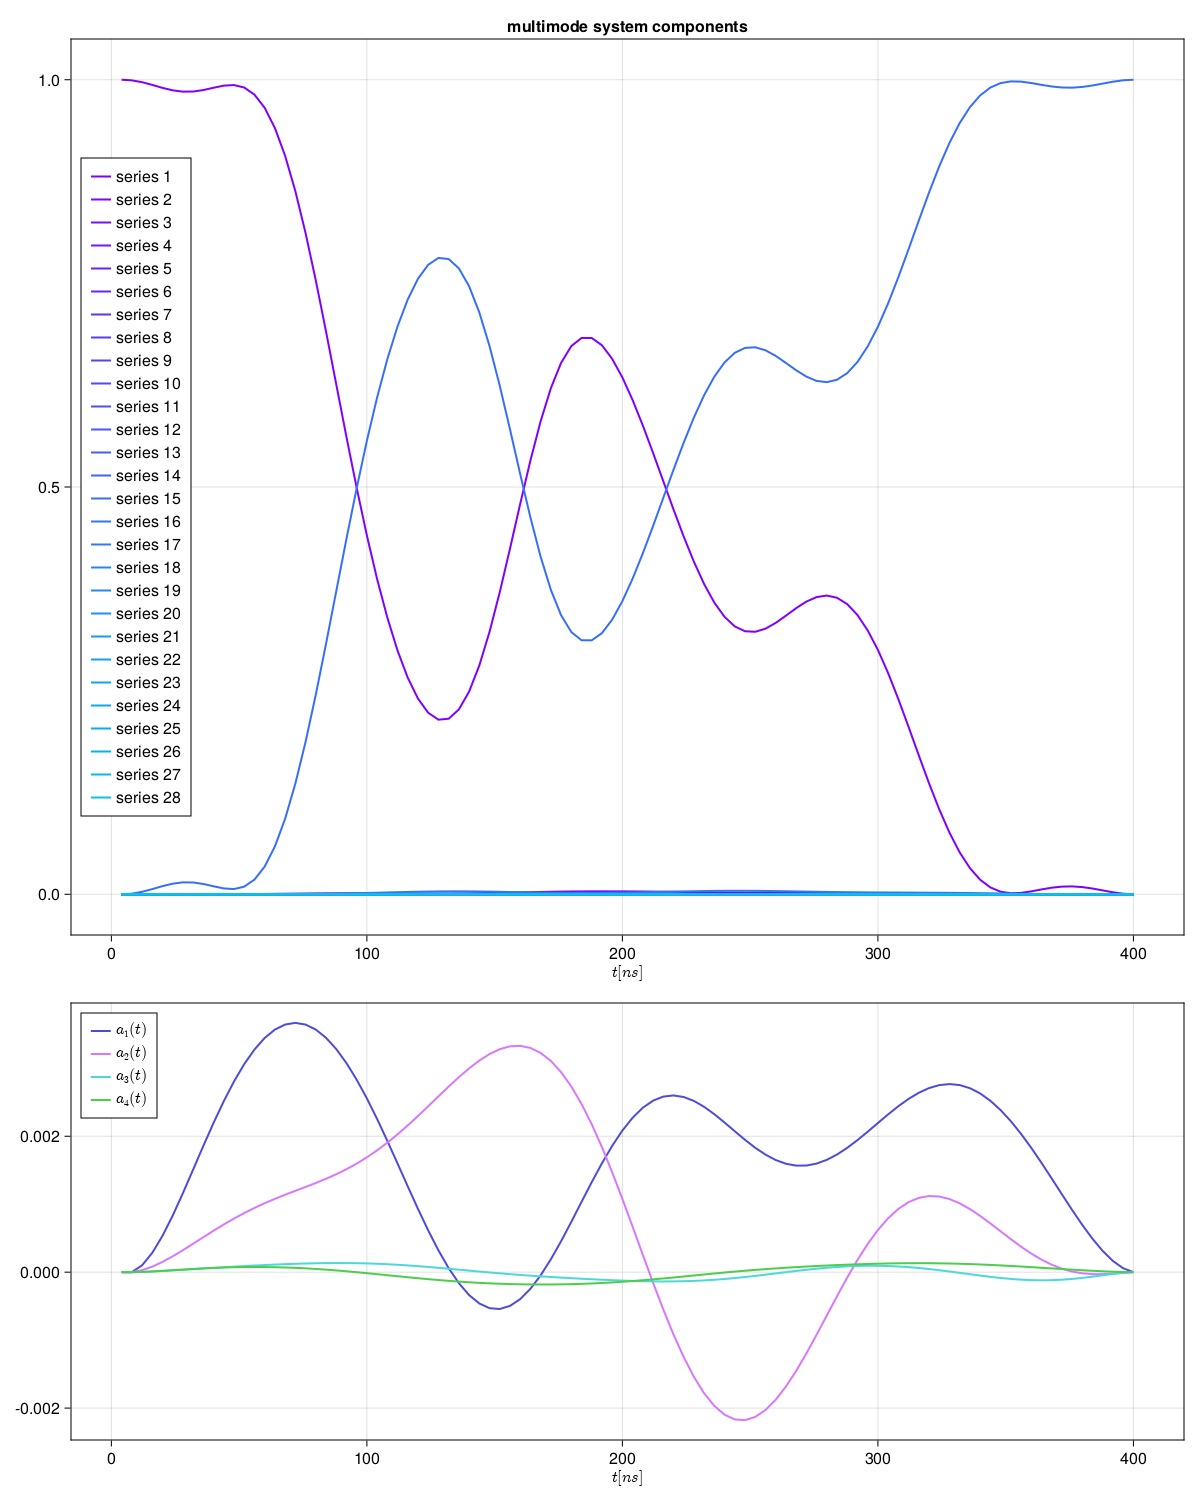 multimode system components
1.0
0.5
0.0
series 1
series 2
series 3
series 4
series 5
series 6
series 7
series 8
series 9
series 10
series 11
series 12
series 13
series 14
series 15
series 16
series 17
series 18
series 19
series 20
series 21
series 22
series 23
series 24
series 25
series 26
series 27
series 28
0 100 200 300 400
t[ns]
a₁(t)
a₂(t)
a₃(t)
a₄(t)
0.002
0.000
-0.002
0 100 200 300 400
t[ns]